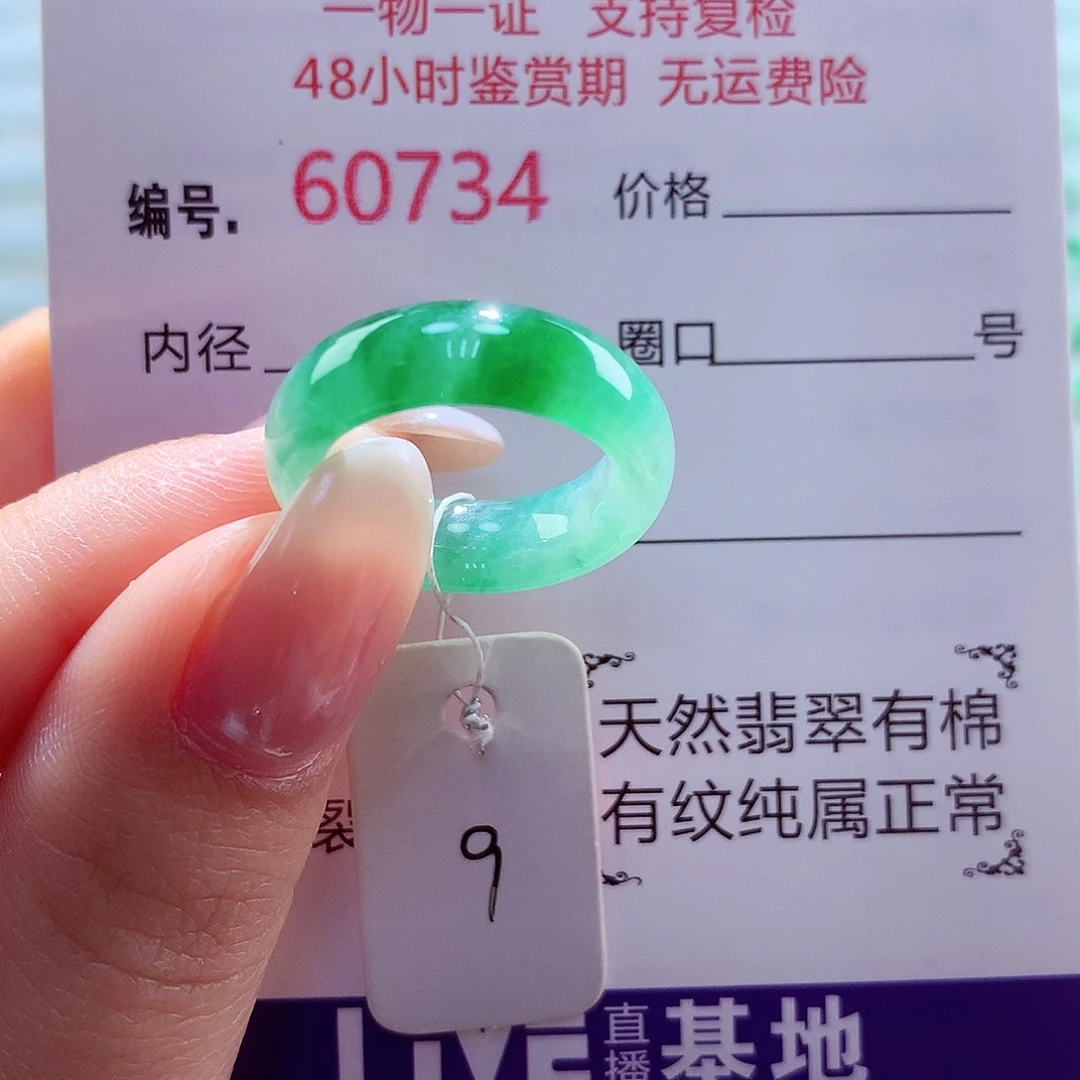 一物一证 支持复检
48小时鉴赏期 无运费险
编号. 60734 价格
内径 圈口 号
天然翡翠有棉
裂 有纹纯属正常
9
LIVE 直播 基地